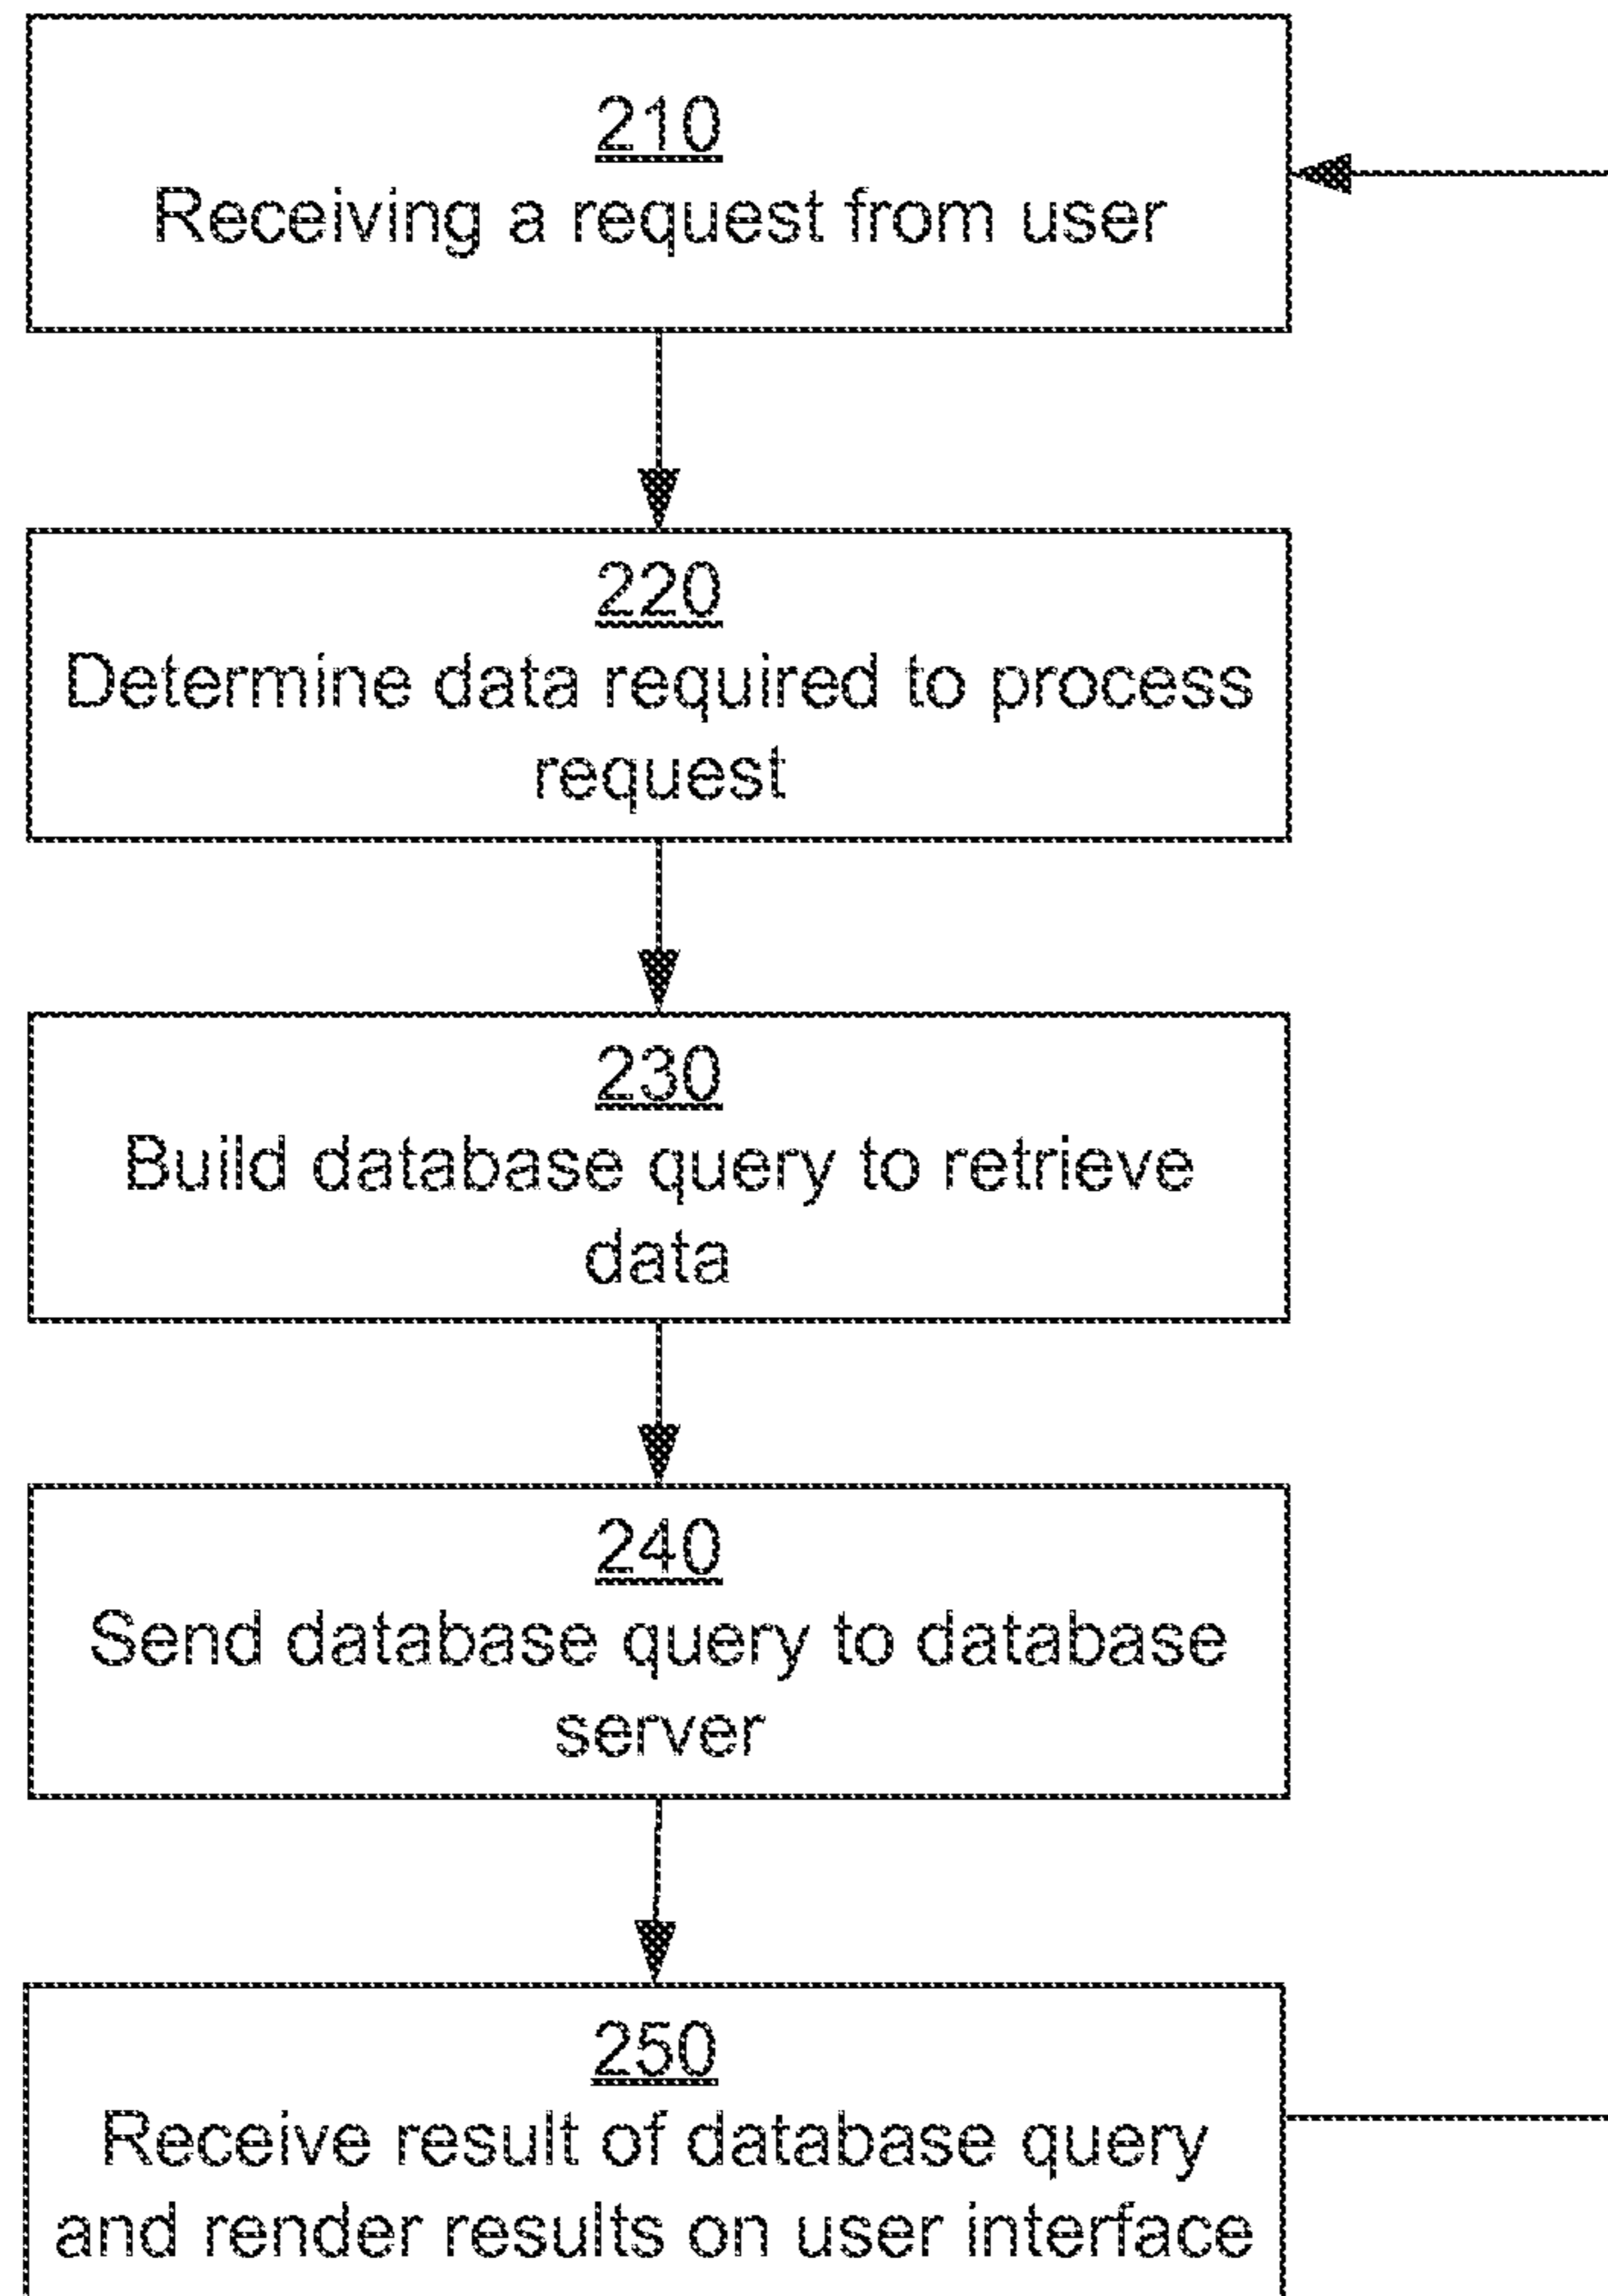 210
Receiving a request from user
220
Determine data required to process
request
230
Build database query to retrieve
data
240
Send database query to database
server
250
Receive result of database query
and render results on user interface